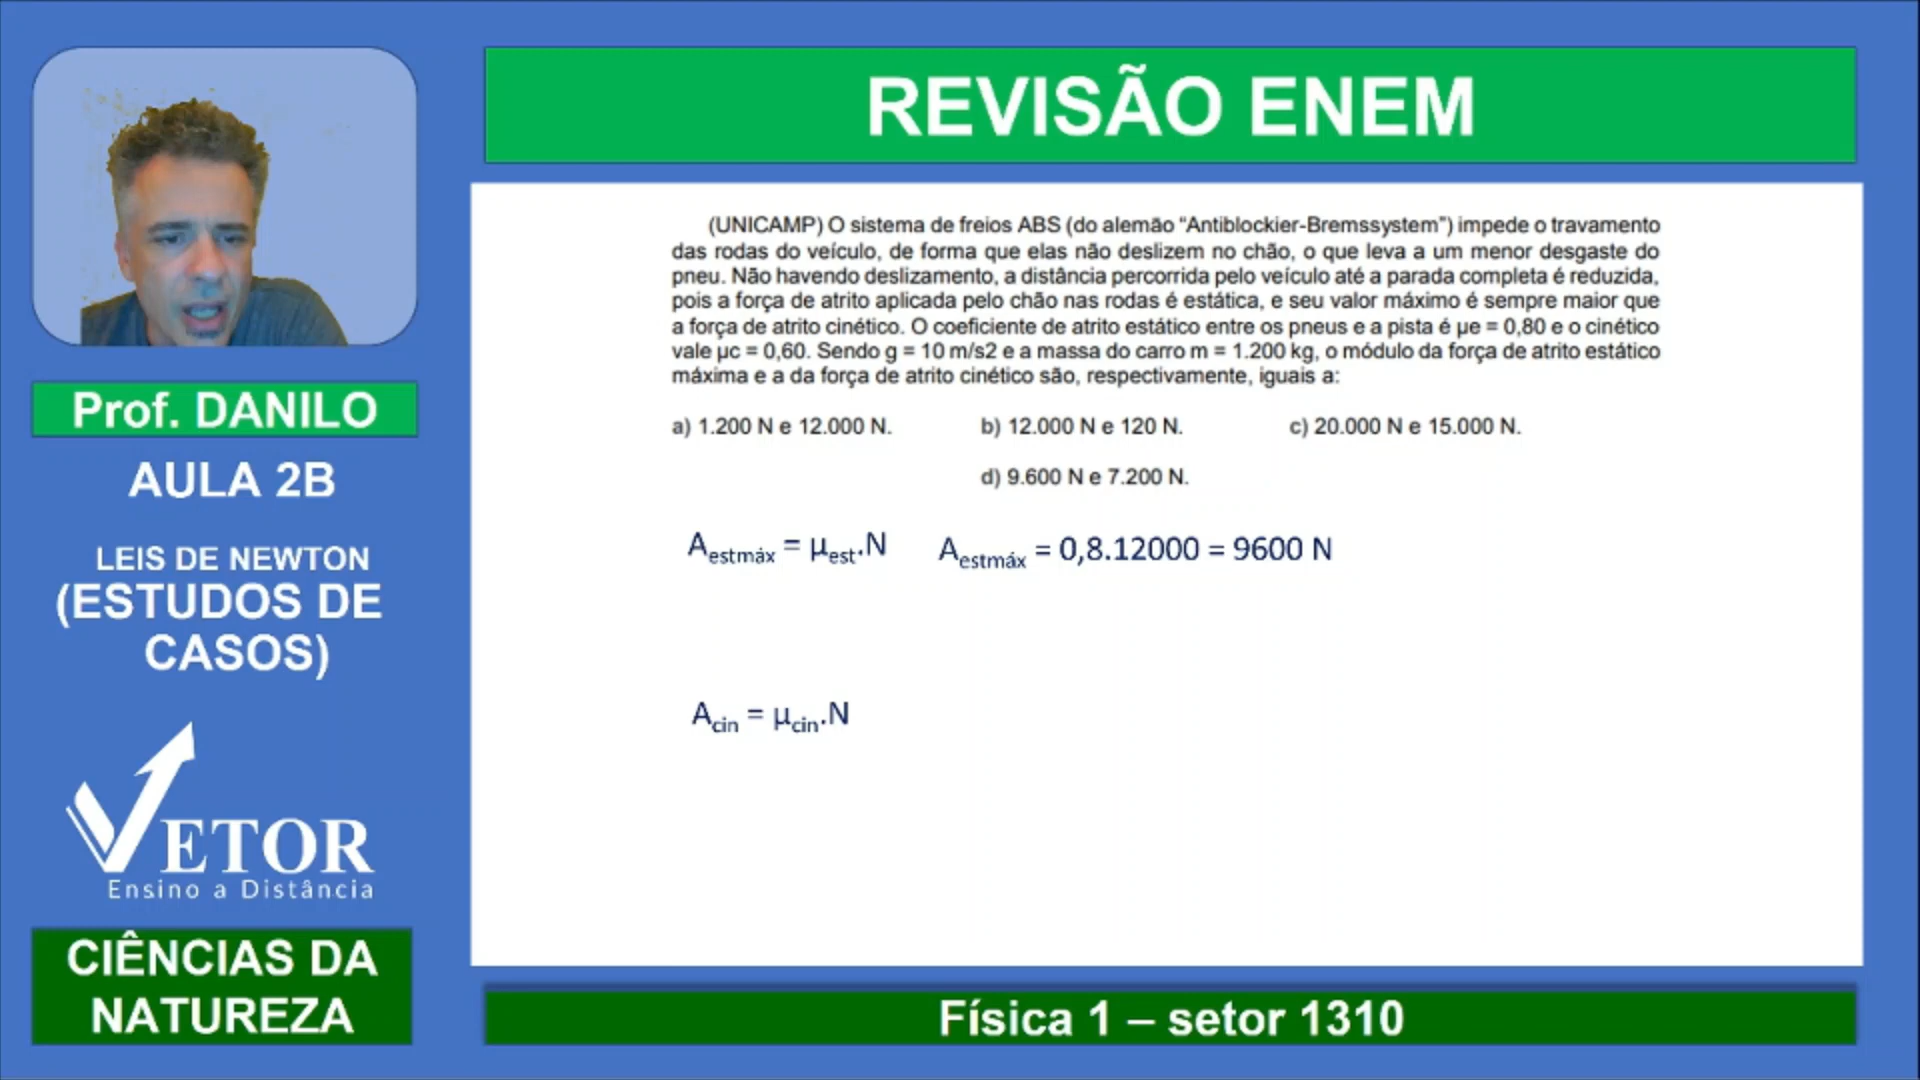 REVISÃO ENEM
Prof. DANILO
AULA 2B
LEIS DE NEWTON
(ESTUDOS DE
CASOS)
VETOR
Ensino a Distância
CIÊNCIAS DA
NATUREZA
(UNICAMP) O sistema de freios ABS (do alemão “Antiblockier-Bremssystem”) impede o travamento
das rodas do veículo, de forma que elas não deslizem no chão, o que leva a um menor desgaste do
pneu. Não havendo deslizamento, a distância percorrida pelo veículo até a parada completa é reduzida,
pois a força de atrito aplicada pelo chão nas rodas é estática, e seu valor máximo é sempre maior que
a força de atrito cinético. O coeficiente de atrito estático entre os pneus e a pista é μe = 0,80 e o cinético
vale μc = 0,60. Sendo g = 10 m/s2 e a massa do carro m = 1.200 kg, o módulo da força de atrito estático
máxima e a da força de atrito cinético são, respectivamente, iguais a:
a) 1.200 N e 12.000 N. b) 12.000 N e 120 N. c) 20.000 N e 15.000 N.
d) 9.600 N e 7.200 N.
Aestmáx = μest.N Aestmáx = 0,8.12000 = 9600 N
Acin = μcin.N
Física 1 – setor 1310